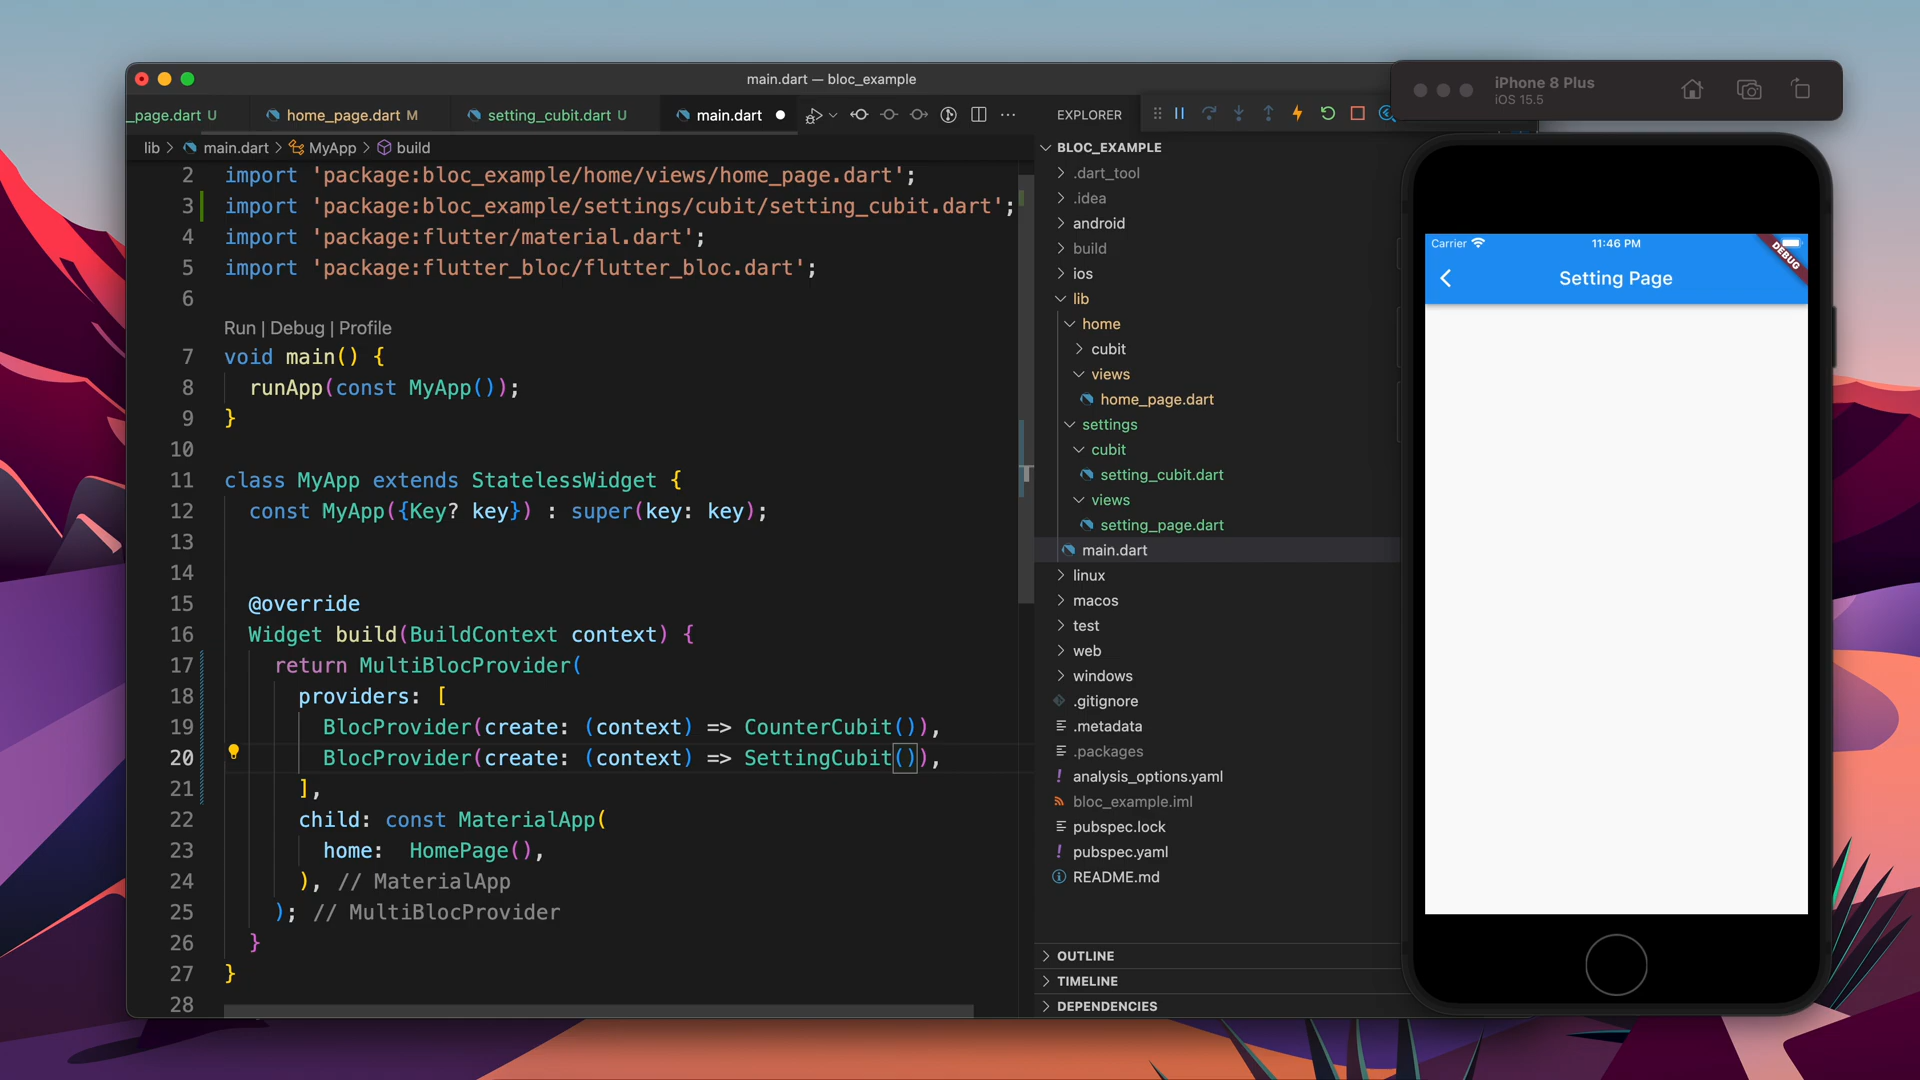 main.dart — bloc_example
_page.dart U
home_page.dart M
setting_cubit.dart U
main.dart
lib > main.dart > MyApp > build
2 import 'package:bloc_example/home/views/home_page.dart';
3 import 'package:bloc_example/settings/cubit/setting_cubit.dart';
4 import 'package:flutter/material.dart';
5 import 'package:flutter_bloc/flutter_bloc.dart';
6
Run | Debug | Profile
7 void main() {
8 runApp(const MyApp());
9 }
10
11 class MyApp extends StatelessWidget {
12 const MyApp({Key? key}) : super(key: key);
13
14
15 @override
16 Widget build(BuildContext context) {
17 return MultiBlocProvider(
18 providers: [
19 BlocProvider(create: (context) => CounterCubit()),
20 BlocProvider(create: (context) => SettingCubit()),
21 ],
22 child: const MaterialApp(
23 home:  HomePage(),
24 ), // MaterialApp
25 ); // MultiBlocProvider
26 }
27 }
28
EXPLORER
BLOC_EXAMPLE
.dart_tool
.idea
android
build
ios
lib
home
cubit
views
home_page.dart
settings
cubit
setting_cubit.dart
views
setting_page.dart
main.dart
linux
macos
test
web
windows
.gitignore
.metadata
.packages
analysis_options.yaml
bloc_example.iml
pubspec.lock
pubspec.yaml
README.md
OUTLINE
TIMELINE
DEPENDENCIES
iPhone 8 Plus
iOS 15.5
Carrier
11:46 PM
DEBUG
Setting Page